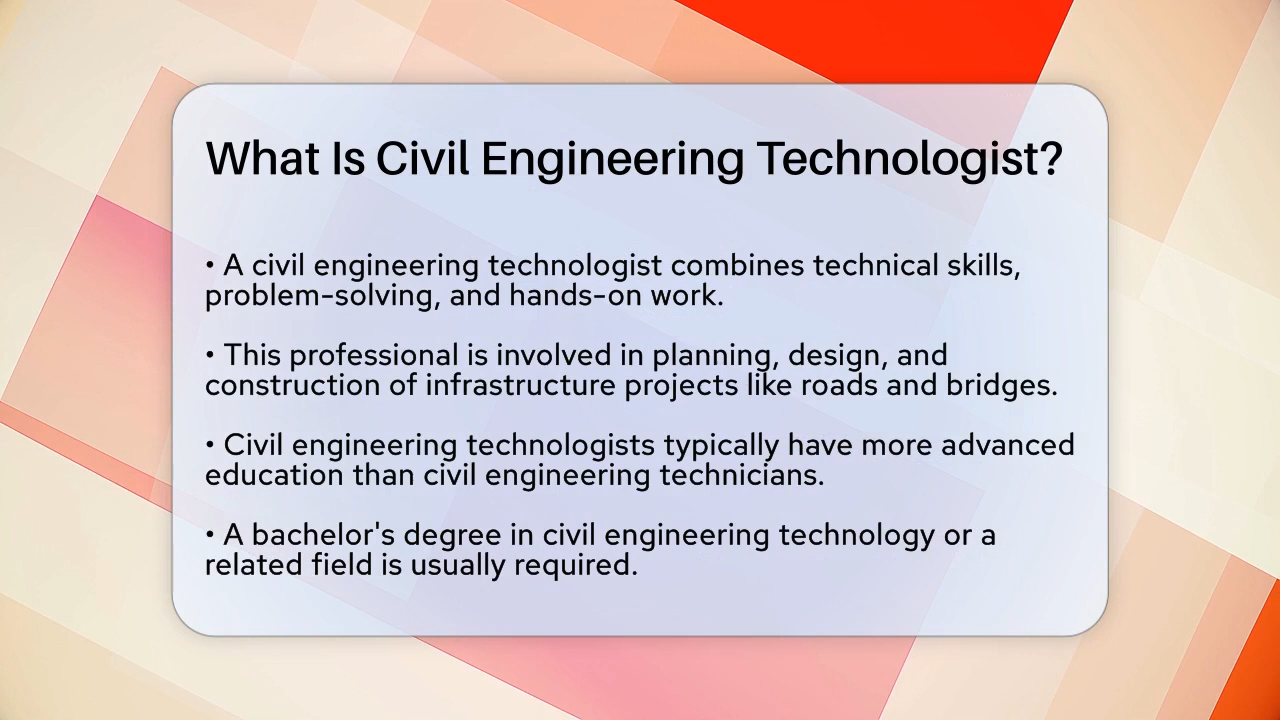 What Is Civil Engineering Technologist?
• A civil engineering technologist combines technical skills,
problem-solving, and hands-on work.
• This professional is involved in planning, design, and
construction of infrastructure projects like roads and bridges.
• Civil engineering technologists typically have more advanced
education than civil engineering technicians.
• A bachelor's degree in civil engineering technology or a
related field is usually required.